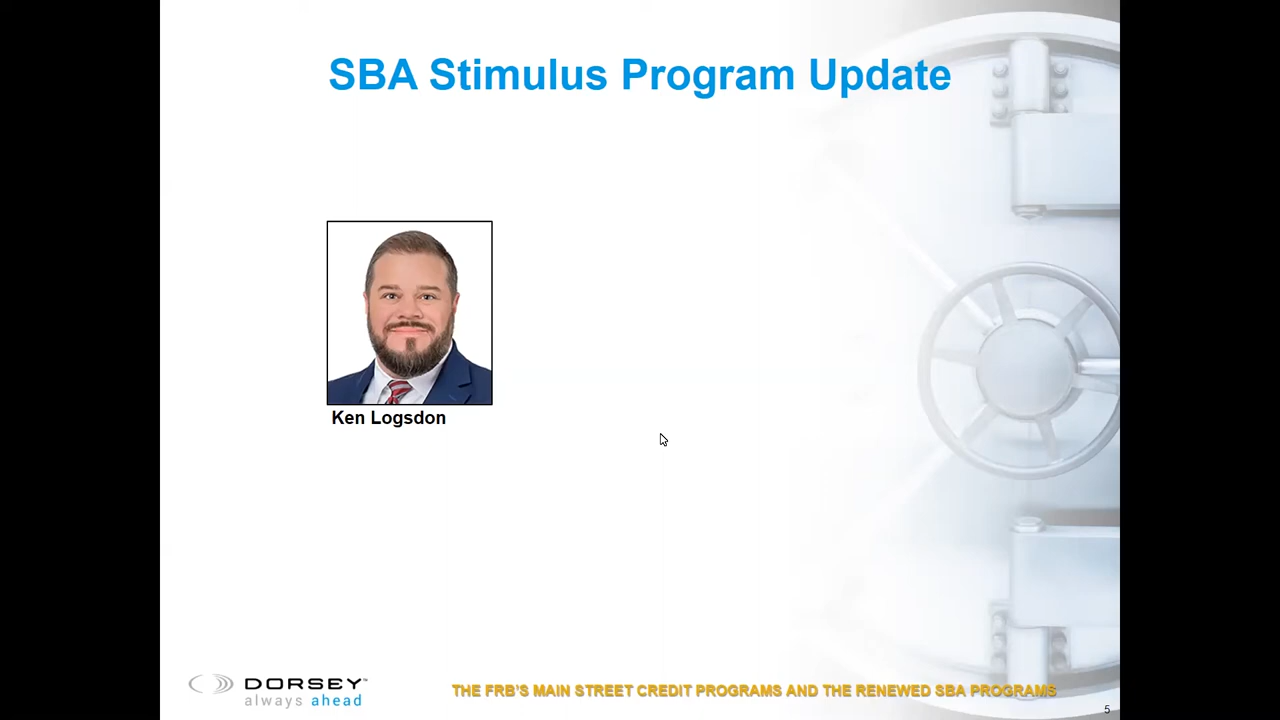 SBA Stimulus Program Update
Ken Logsdon
DORSEY™
always ahead
THE FRB'S MAIN STREET CREDIT PROGRAMS AND THE RENEWED SBA PROGRAMS
5